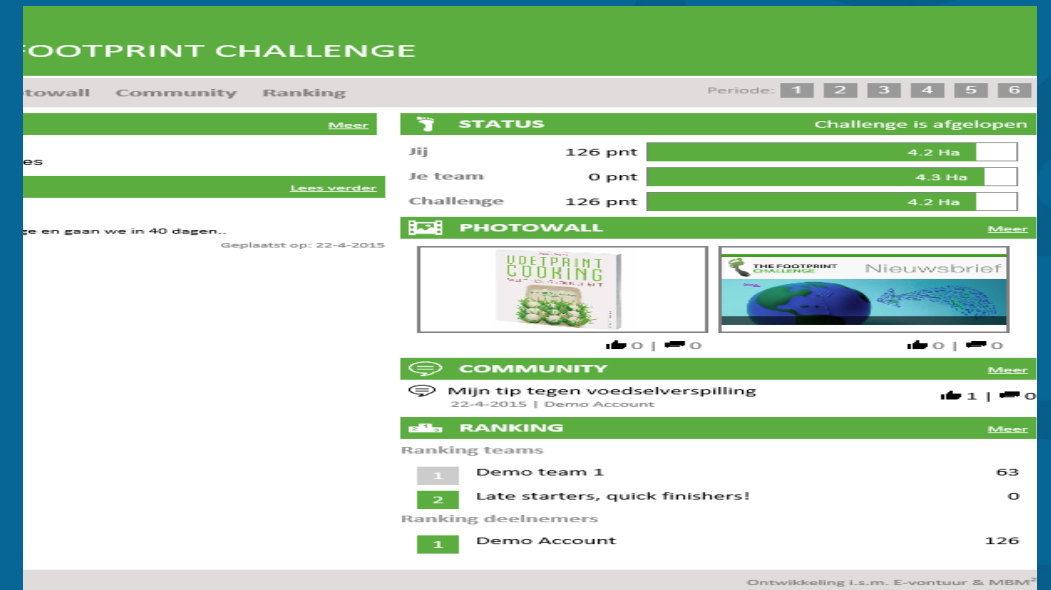 OOTPRINT CHALLENGE
towall Community Ranking
Periode: 1 2 3 4 5 6
Meer
es
Lees verder
ge en gaan we in 40 dagen..
Geplaatst op: 22-4-2015
STATUS Challenge is afgelopen
Jij 126 pnt 4.2 Ha
Je team 0 pnt 4.3 Ha
Challenge 126 pnt 4.2 Ha
PHOTOWALL Meer
VOETPRINT
COOKING
THE FOOTPRINT
CHALLENGE
Nieuwsbrief
0 | 0
0 | 0
COMMUNITY Meer
Mijn tip tegen voedselverspilling
22-4-2015 | Demo Account
1 | 0
RANKING Meer
Ranking teams
1 Demo team 1 63
2 Late starters, quick finishers! 0
Ranking deelnemers
1 Demo Account 126
Ontwikkeling i.s.m. E-vontuur & MBM²